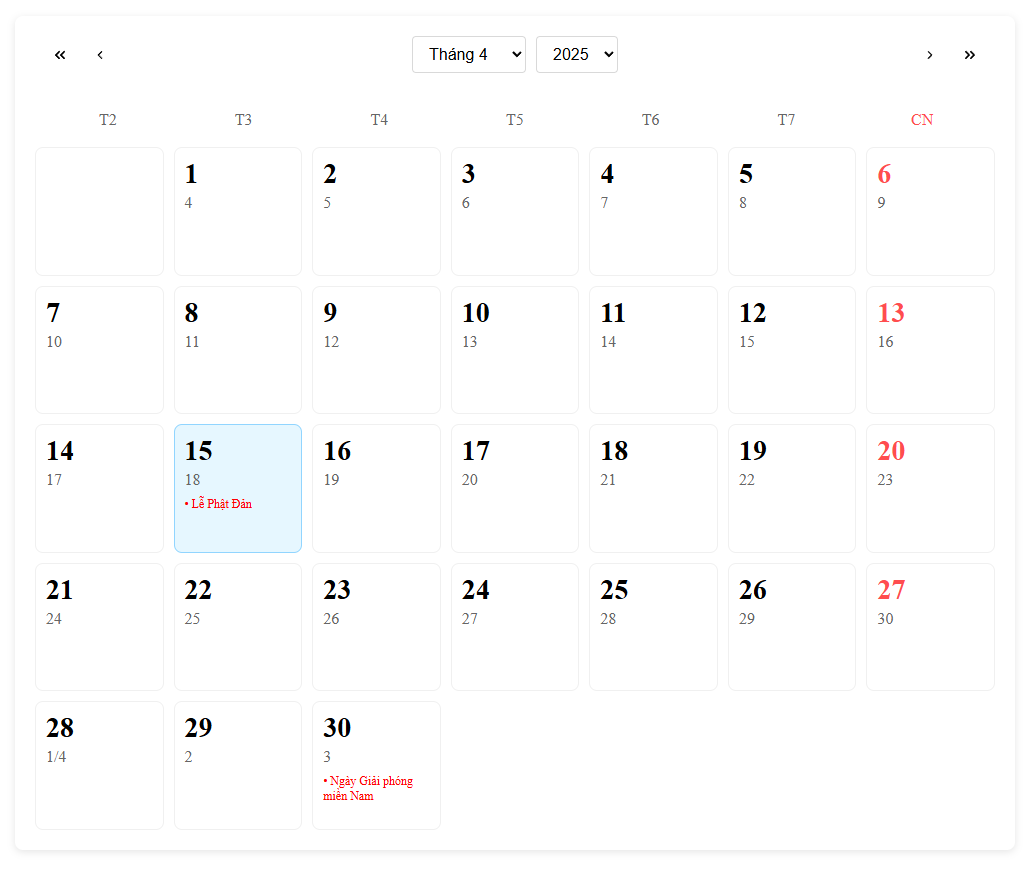 « ‹ Tháng 4 2025 › »
T2 T3 T4 T5 T6 T7 CN
1 2 3 4 5 6
4 5 6 7 8 9
7 8 9 10 11 12 13
10 11 12 13 14 15 16
14 15 16 17 18 19 20
17 18 19 20 21 22 23
• Lễ Phật Đản
21 22 23 24 25 26 27
24 25 26 27 28 29 30
28 29 30
1/4 2 3
• Ngày Giải phóng
miền Nam